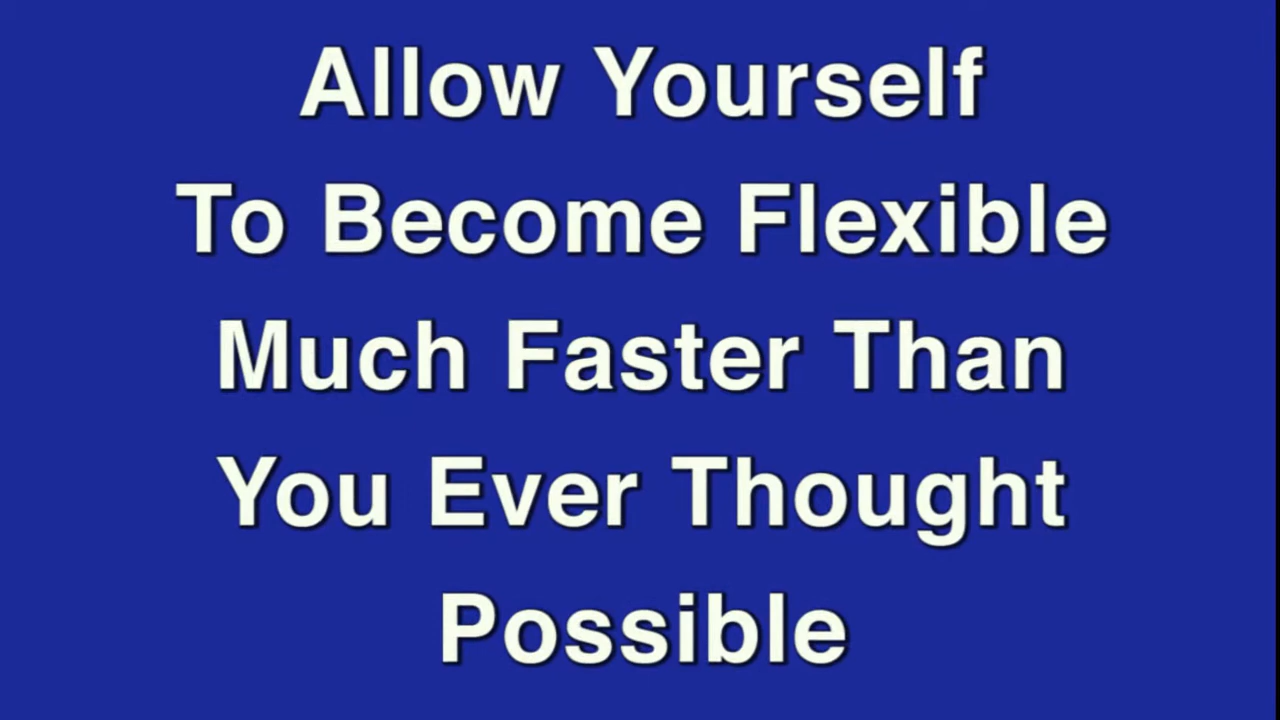 Allow Yourself
To Become Flexible
Much Faster Than
You Ever Thought
Possible